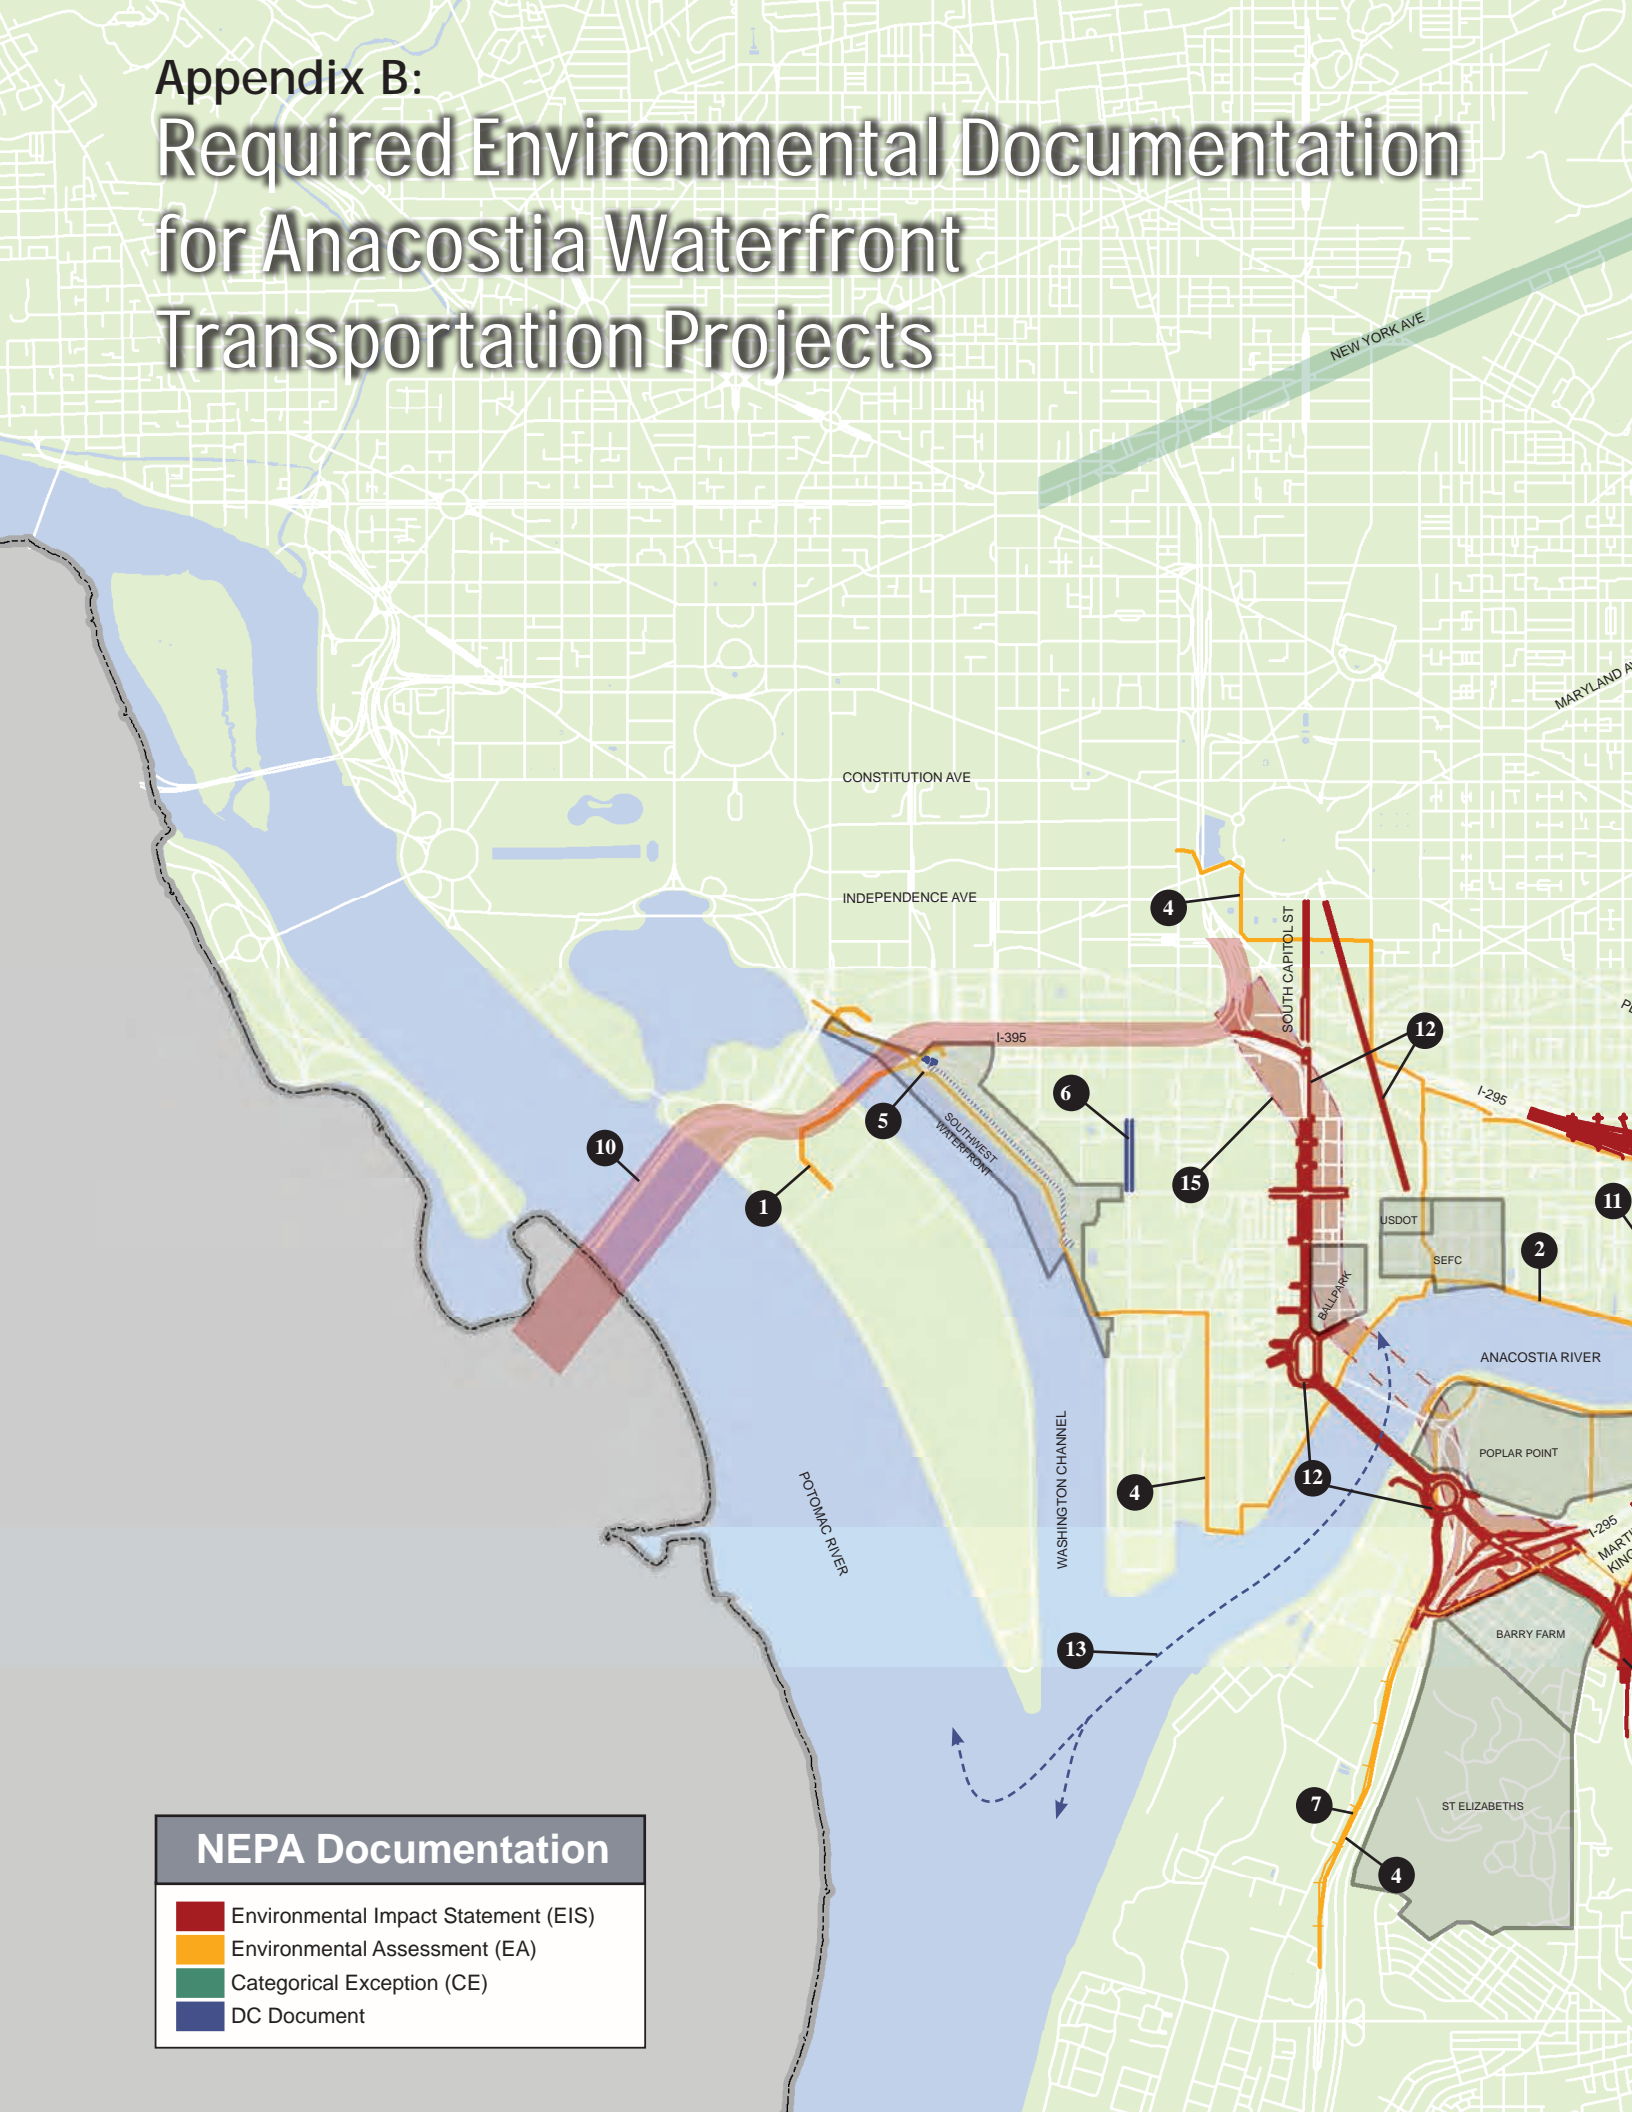 Appendix B:
Required Environmental Documentation
for Anacostia Waterfront
Transportation Projects
NEW YORK AVE
MARYLAND
CONSTITUTION AVE
INDEPENDENCE AVE
4
SOUTH CAPITOL ST
I-395
12
I-295
6
5
SOUTHWEST
WATERFRONT
10
15
1
11
USDOT
SEFC
2
BALLPARK
ANACOSTIA RIVER
POPLAR POINT
WASHINGTON CHANNEL
POTOMAC RIVER
4
12
I-295
BARRY FARM
13
7
ST ELIZABETHS
4
NEPA Documentation
Environmental Impact Statement (EIS)
Environmental Assessment (EA)
Categorical Exception (CE)
DC Document